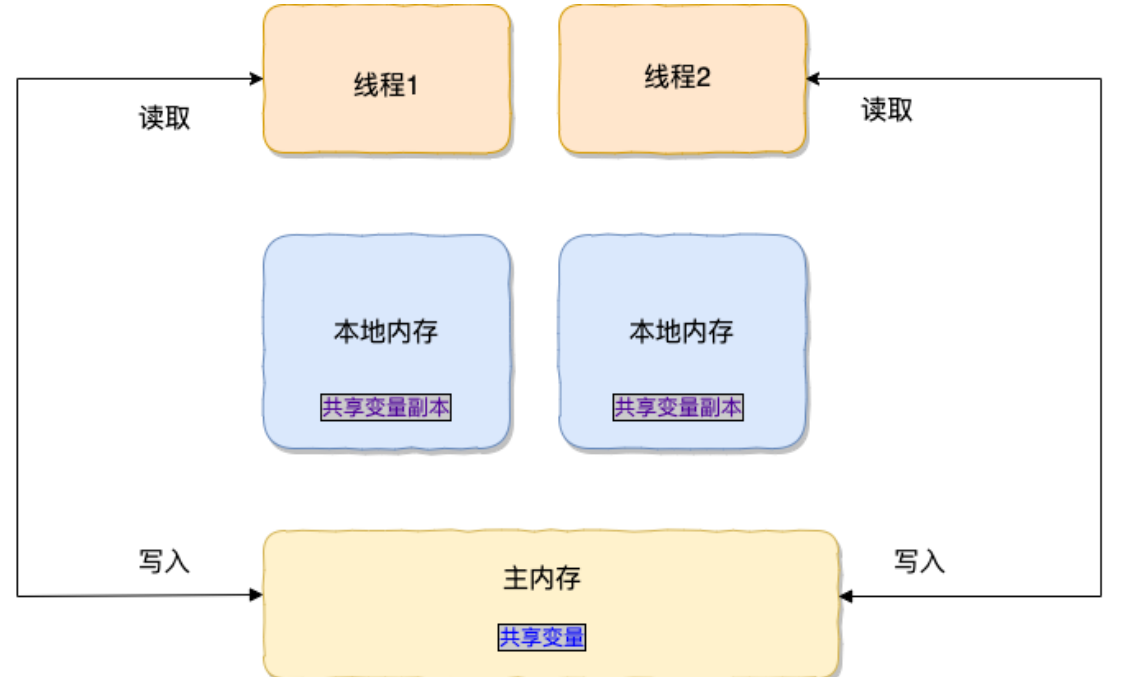 线程1
线程2
读取
读取
本地内存
本地内存
共享变量副本
共享变量副本
写入
写入
主内存
共享变量